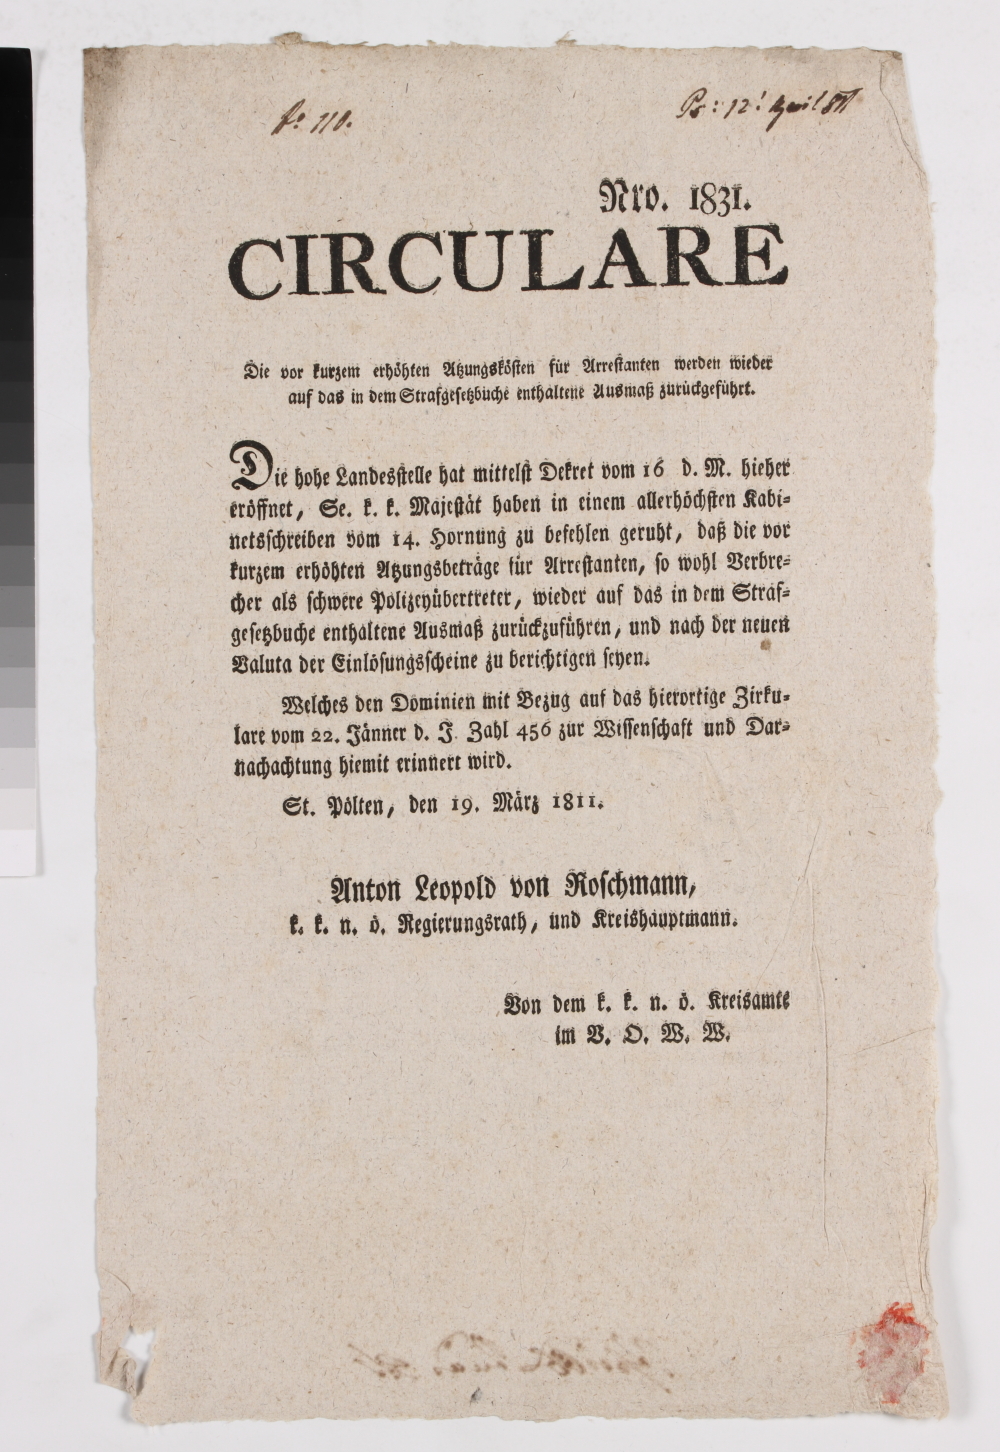 No 110.
Ps: 12t April 811
Nro. 1831.
CIRCULARE
Die vor kurzem erhöhten Atzungskösten für Arrestanten werden wieder
auf das in dem Strafgesetzbuche enthaltene Ausmaß zurückgeführt.
Die hohe Landesstelle hat mittelst Dekret vom 16 d. M. hieher
eröffnet, Se. k. k. Majestät haben in einem allerhöchsten Kabi-
netsschreiben vom 14. Hornung zu befehlen geruht, daß die vor
kurzem erhöhten Atzungsbeträge für Arrestanten, so wohl Verbre-
cher als schwere Polizeyübertreter, wieder auf das in dem Straf-
gesetzbuche enthaltene Ausmaß zurückzuführen, und nach der neuen
Valuta der Einlösungsscheine zu berichtigen seyen.
Welches den Dominien mit Bezug auf das hierortige Zirku-
lare vom 22. Jänner d. J. Zahl 456 zur Wissenschaft und Dar-
nachachtung hiemit erinnert wird.
St. Pölten, den 19. März 1811.
Anton Leopold von Roschmann,
k. k. n. ö. Regierungsrath, und Kreishauptmann.
Von dem k. k. n. ö. Kreisamte
im V. O. W. W.